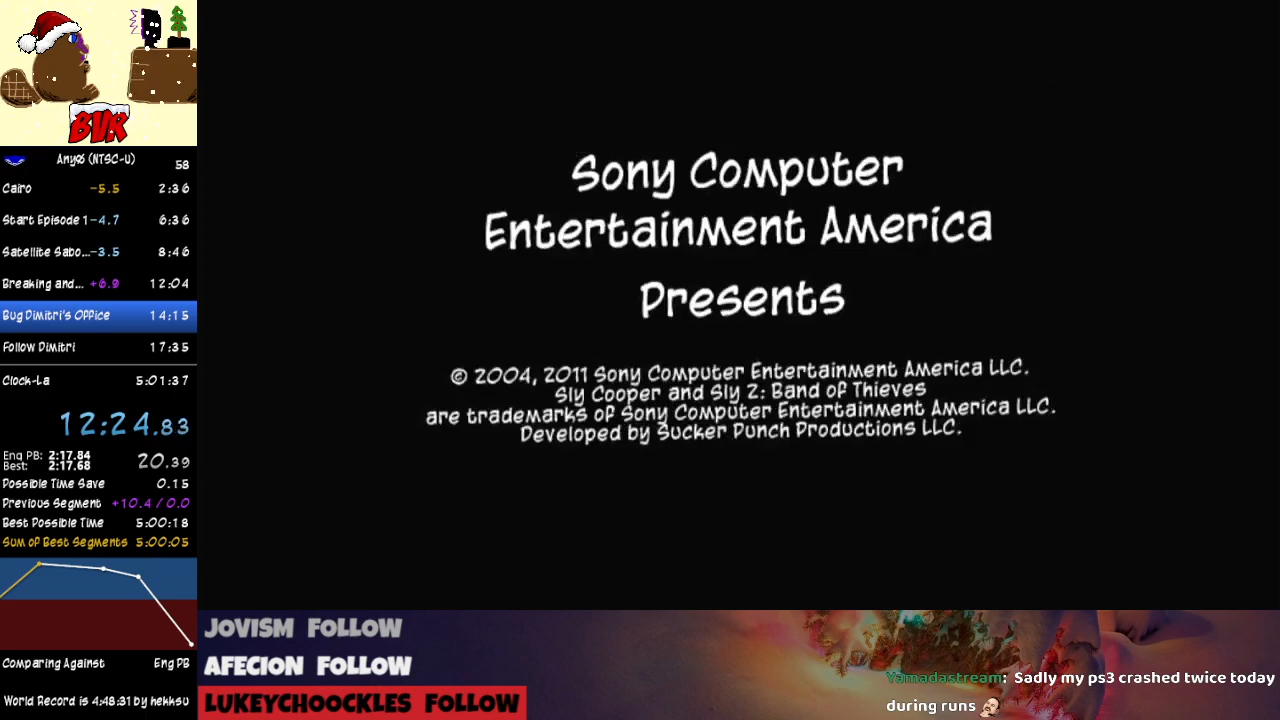 BVR
Any% (NTSC-U) 58
Cairo -5.5 2:36
Start Episode 1 -4.7 6:36
Satellite Sabo... -3.5 8:46
Breaking and... +6.9 12:04
Bug Dimitri's Office 14:15
Follow Dimitri 17:35
Clock-La 5:01:37
12:24.83
Eng PB: 2:17.84
Best: 2:17.68
20.39
Possible Time Save 0.15
Previous Segment +10.4 / 0.0
Best Possible Time 5:00:18
Sum of Best Segments 5:00:05
Comparing Against Eng PB
World Record is 4:48:31 by hekksu
Sony Computer
Entertainment America
Presents
© 2004, 2011 Sony Computer Entertainment America LLC.
Sly Cooper and Sly 2: Band of Thieves
are trademarks of Sony Computer Entertainment America LLC.
Developed by Sucker Punch Productions LLC.
JOVISM FOLLOW
AFECION FOLLOW
LUKEYCHOOCKLES FOLLOW
Yamadastream: Sadly my ps3 crashed twice today
during runs